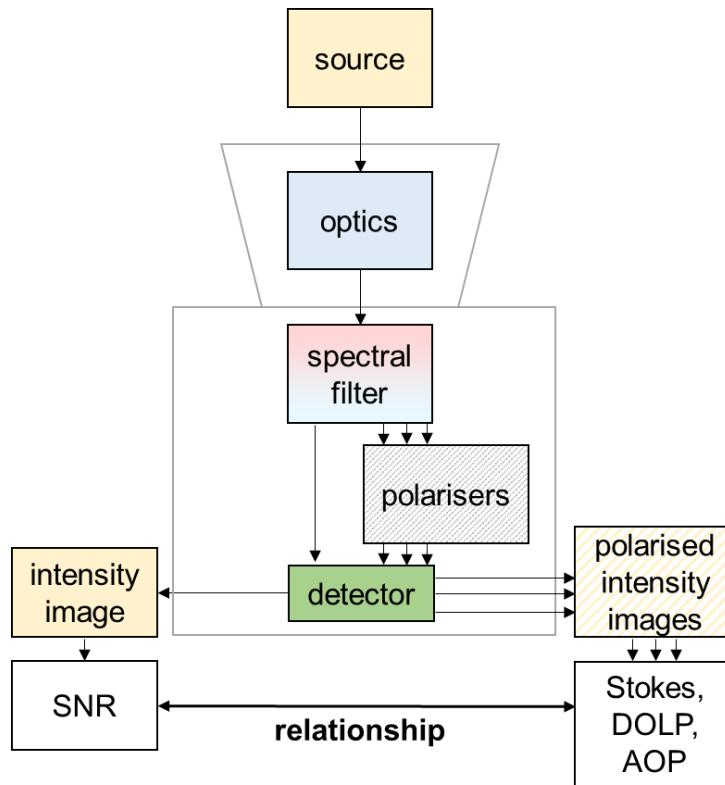 source
optics
spectral
filter
polarisers
detector
intensity
image
polarised
intensity
images
SNR
relationship
Stokes,
DOLP,
AOP